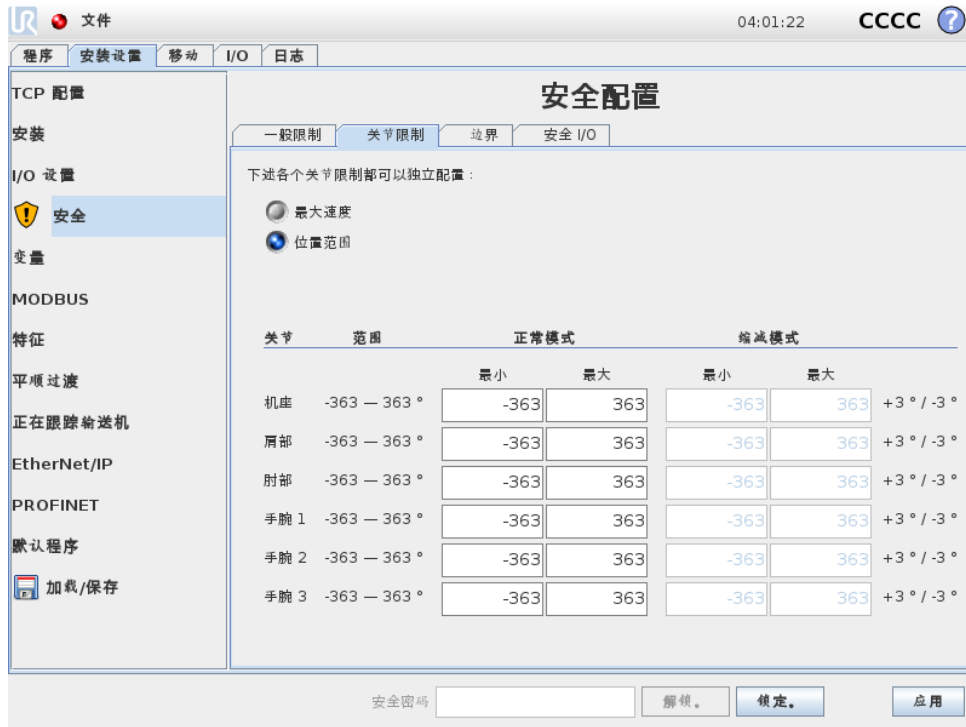 UR 文件 04:01:22 CCCC ?
程序 安装设置 移动 I/O 日志
TCP 配置
安装
I/O 设置
安全
变量
MODBUS
特征
平顺过渡
正在跟踪输送机
EtherNet/IP
PROFINET
默认程序
加载/保存
安全配置
一般限制 关节限制 边界 安全 I/O
下述各个关节限制都可以独立配置：
最大速度
位置范围
关节 范围 正常模式 缩减模式
最小 最大 最小 最大
机座 -363 — 363 ° -363 363 -363 363 +3 ° / -3 °
肩部 -363 — 363 ° -363 363 -363 363 +3 ° / -3 °
肘部 -363 — 363 ° -363 363 -363 363 +3 ° / -3 °
手腕 1 -363 — 363 ° -363 363 -363 363 +3 ° / -3 °
手腕 2 -363 — 363 ° -363 363 -363 363 +3 ° / -3 °
手腕 3 -363 — 363 ° -363 363 -363 363 +3 ° / -3 °
安全密码 解锁。 锁定。 应用